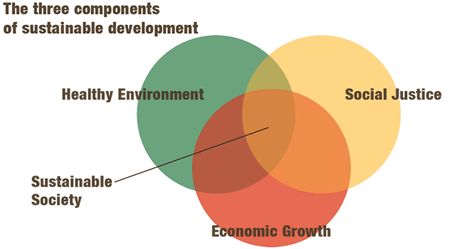 The three components
of sustainable development
Healthy Environment
Social Justice
Sustainable
Society
Economic Growth